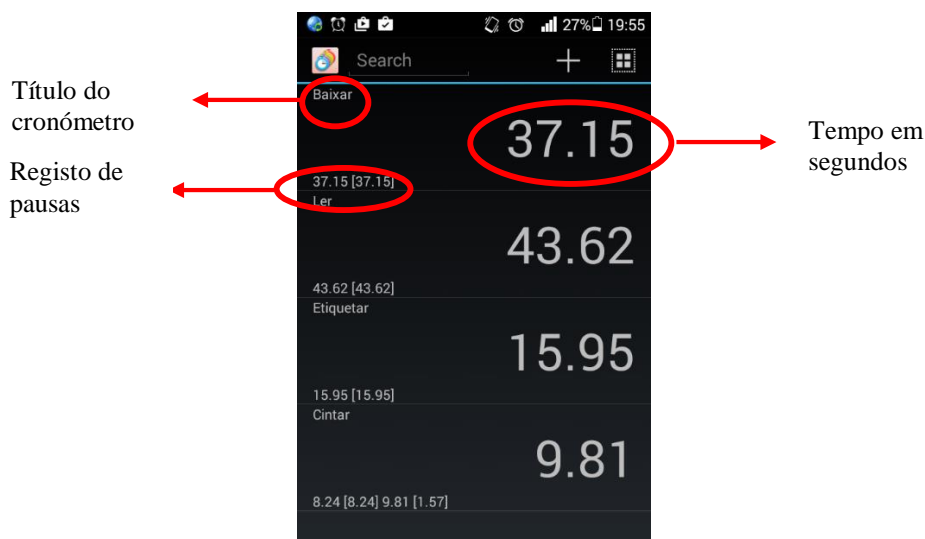 27% 19:55
Search
Baixar
37.15
37.15 [37.15]
Ler
43.62
43.62 [43.62]
Etiquetar
15.95
15.95 [15.95]
Cintar
9.81
8.24 [8.24] 9.81 [1.57]
Título do
cronómetro
Registo de
pausas
Tempo em
segundos